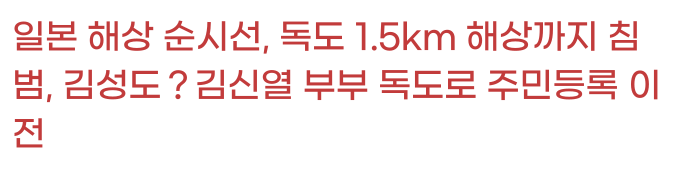 일본 해상 순시선, 독도 1.5km 해상까지 침
범, 김성도？김신열 부부 독도로 주민등록 이
전